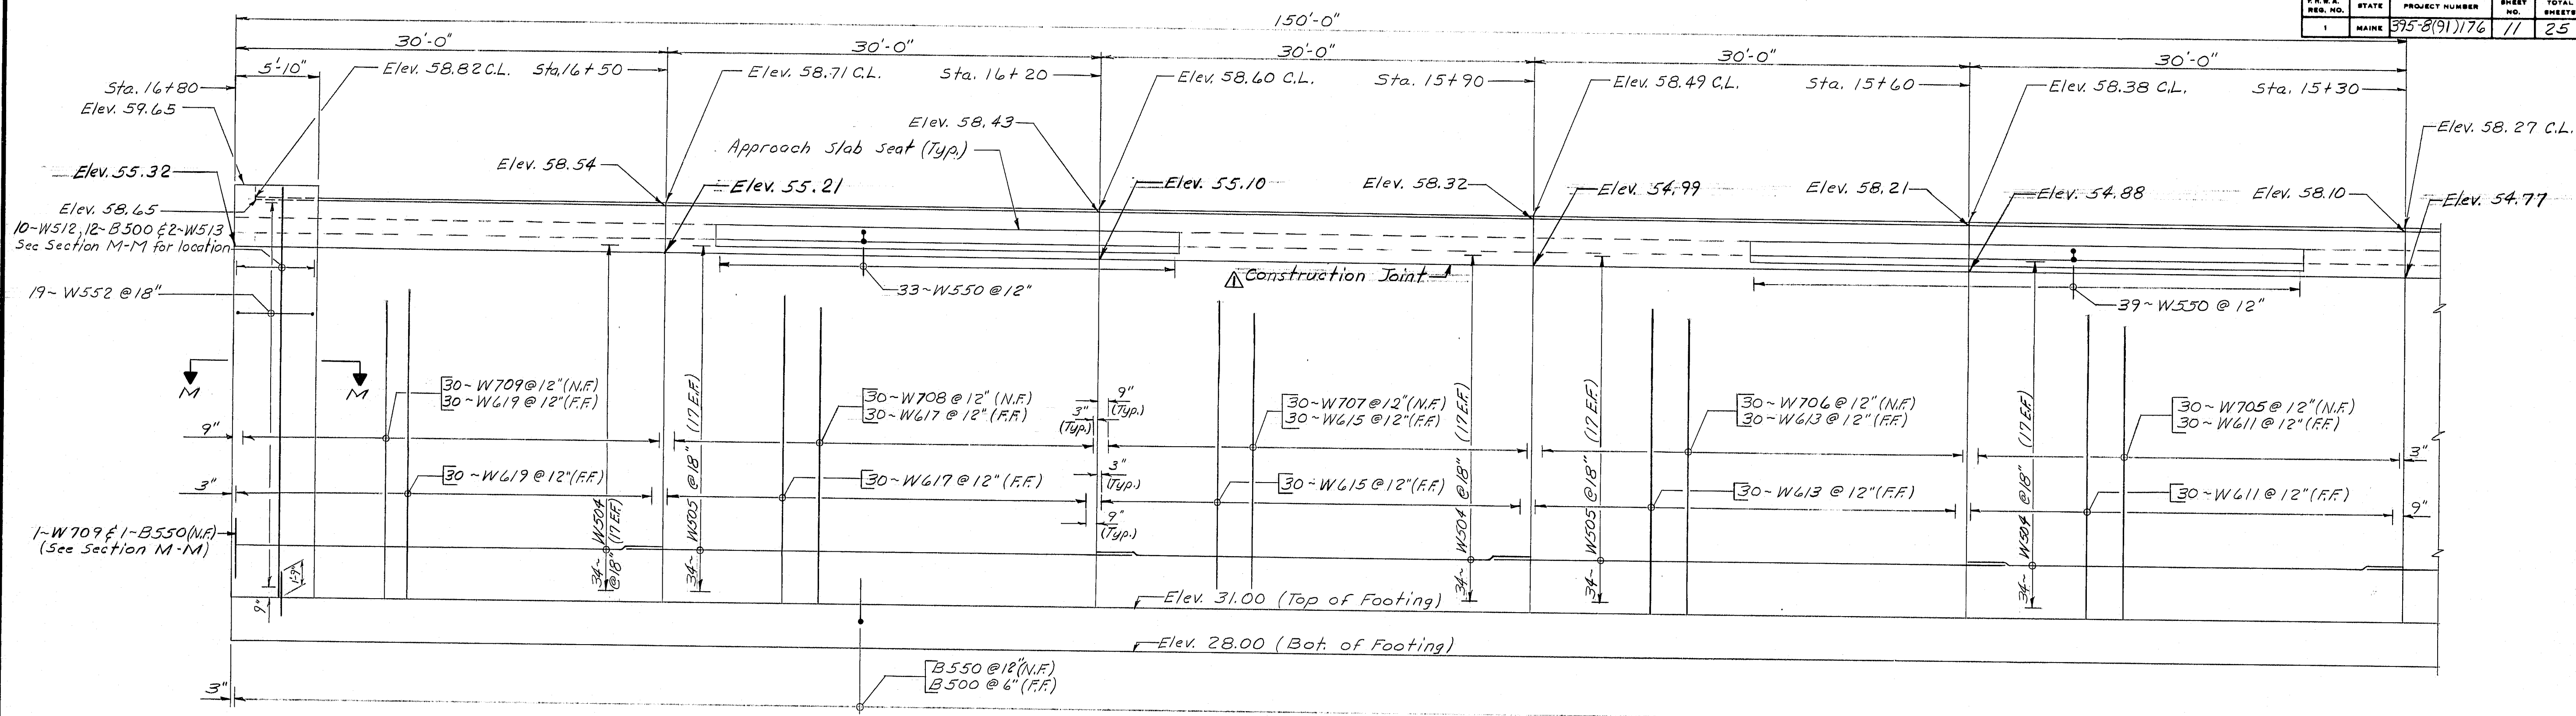 F.H.W.A. REG. NO. STATE PROJECT NUMBER SHEET NO. TOTAL SHEETS
1 MAINE 395-8(91)176 11 25
150'-0"
30'-0" 30'-0" 30'-0" 30'-0" 30'-0"
5'-10"
Elev. 58.82 C.L. Sta. 16+50
Elev. 58.71 C.L. Sta. 16+20
Elev. 58.60 C.L. Sta. 15+90
Elev. 58.49 C.L. Sta. 15+60
Elev. 58.38 C.L. Sta. 15+30
Elev. 58.27 C.L.
Sta. 16+80
Elev. 59.65
Elev. 58.43
Approach slab seat (Typ.)
Elev. 55.32
Elev. 58.54
Elev. 55.21
Elev. 55.10
Elev. 58.32
Elev. 54.99
Elev. 58.21
Elev. 54.88
Elev. 58.10
Elev. 54.77
Elev. 58.65
10~W512, 12~B500 & 2~W513
See Section M-M for location
1 Construction Joint
19~W552 @ 18"
33~W550 @ 12"
39~W550 @ 12"
M M
30~W709 @ 12" (N.F.)
30~W619 @ 12" (F.F.)
30~W708 @ 12" (N.F.)
30~W617 @ 12" (F.F.)
30~W707 @ 12" (N.F.)
30~W615 @ 12" (F.F.)
30~W706 @ 12" (N.F.)
30~W613 @ 12" (F.F.)
30~W705 @ 12" (N.F.)
30~W611 @ 12" (F.F.)
9"
3"
(Typ.)
9"
(Typ.)
3"
3"
30~W619 @ 12" (F.F.)
30~W617 @ 12" (F.F.)
3"
(Typ.)
9"
(Typ.)
30~W615 @ 12" (F.F.)
30~W613 @ 12" (F.F.)
30~W611 @ 12" (F.F.)
9"
34~W504
@ 18" (17 E.F.)
34~W505 @ 18" (17 E.F.)
34~W504 @ 18" (17 E.F.)
34~W505 @ 18" (17 E.F.)
34~W504 @ 18" (17 E.F.)
1~W709 & 1~B550 (N.F.)
(See Section M-M)
1'-9"
9"
Elev. 31.00 (Top of Footing)
Elev. 28.00 (Bot. of Footing)
B550 @ 12" (N.F.)
B500 @ 6" (F.F.)
3"